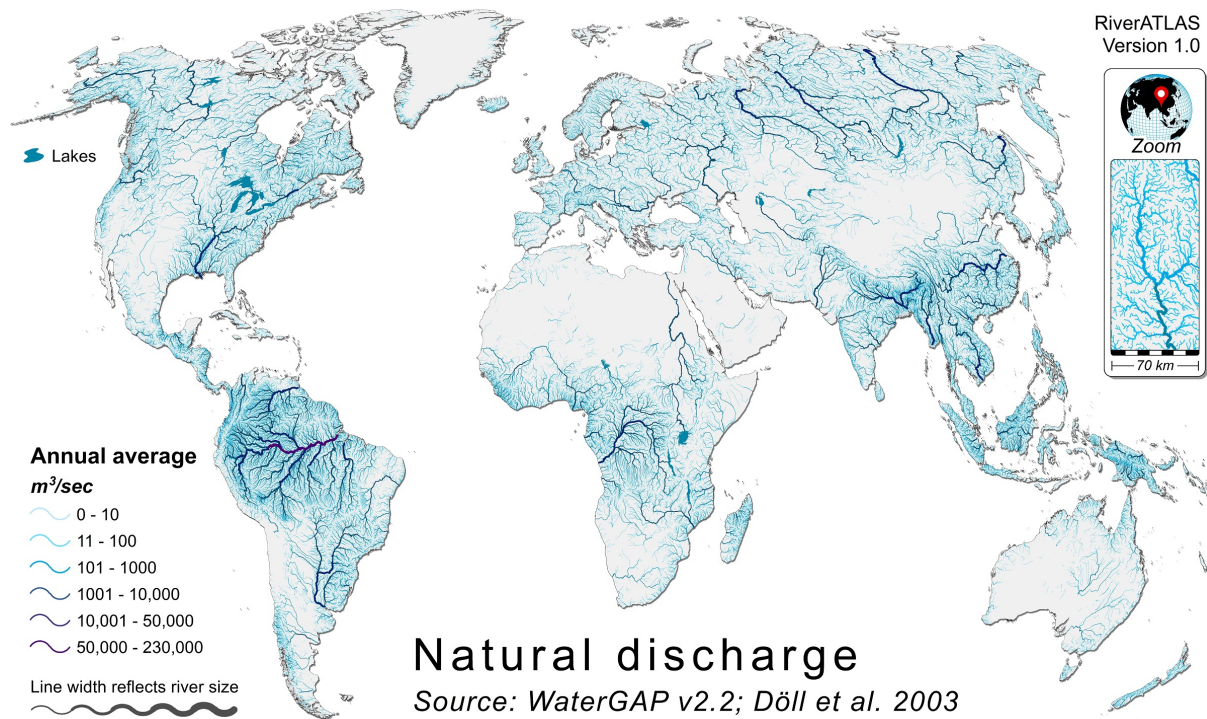 RiverATLAS
Version 1.0
Zoom
70 km
Lakes
Annual average
m³/sec
0 - 10
11 - 100
101 - 1000
1001 - 10,000
10,001 - 50,000
50,000 - 230,000
Line width reflects river size
Natural discharge
Source: WaterGAP v2.2; Döll et al. 2003